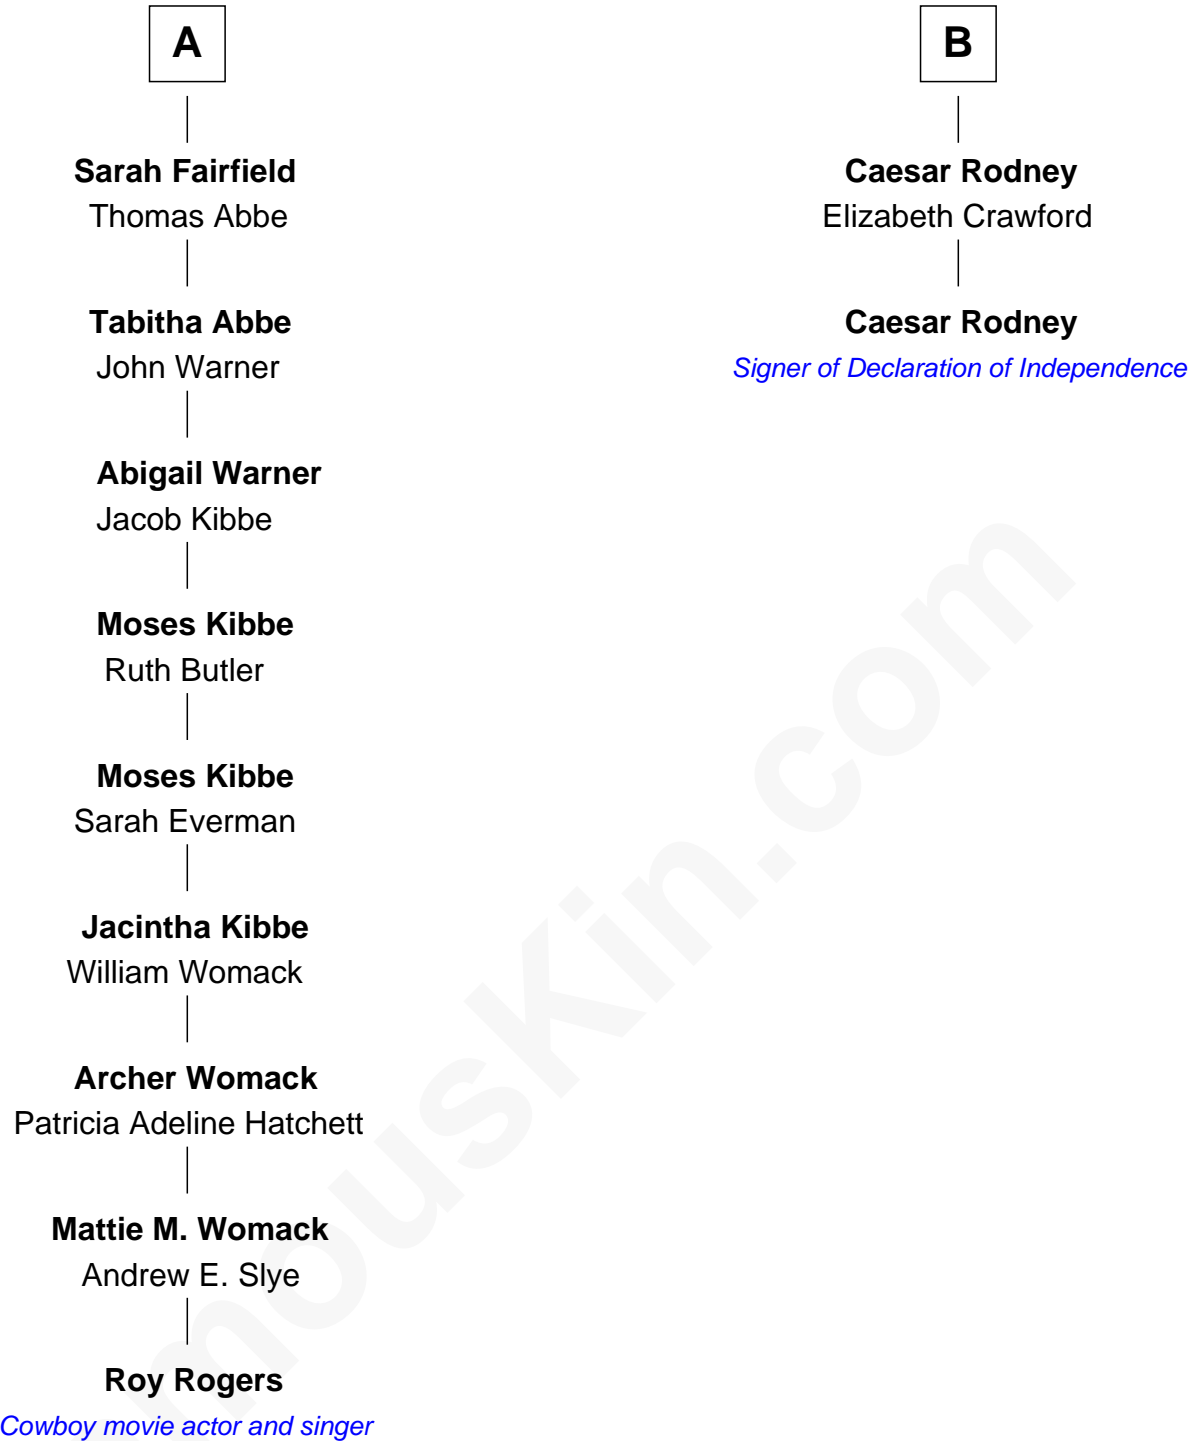 A
Sarah Fairfield
Thomas Abbe
Tabitha Abbe
John Warner
Abigail Warner
Jacob Kibbe
Moses Kibbe
Ruth Butler
Moses Kibbe
Sarah Everman
Jacintha Kibbe
William Womack
Archer Womack
Patricia Adeline Hatchett
Mattie M. Womack
Andrew E. Slye
Roy Rogers
Cowboy movie actor and singer
B
Caesar Rodney
Elizabeth Crawford
Caesar Rodney
Signer of Declaration of Independence
mousKin.com